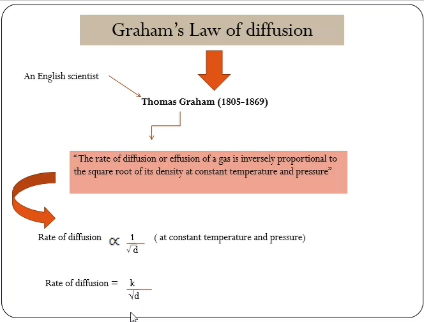 Graham's Law of diffusion
An English scientist
Thomas Graham (1805-1869)
"The rate of diffusion or effusion of a gas is inversely proportional to
the square root of its density at constant temperature and pressure"
Rate of diffusion ∝ 1/√d ( at constant temperature and pressure)
Rate of diffusion = k/√d